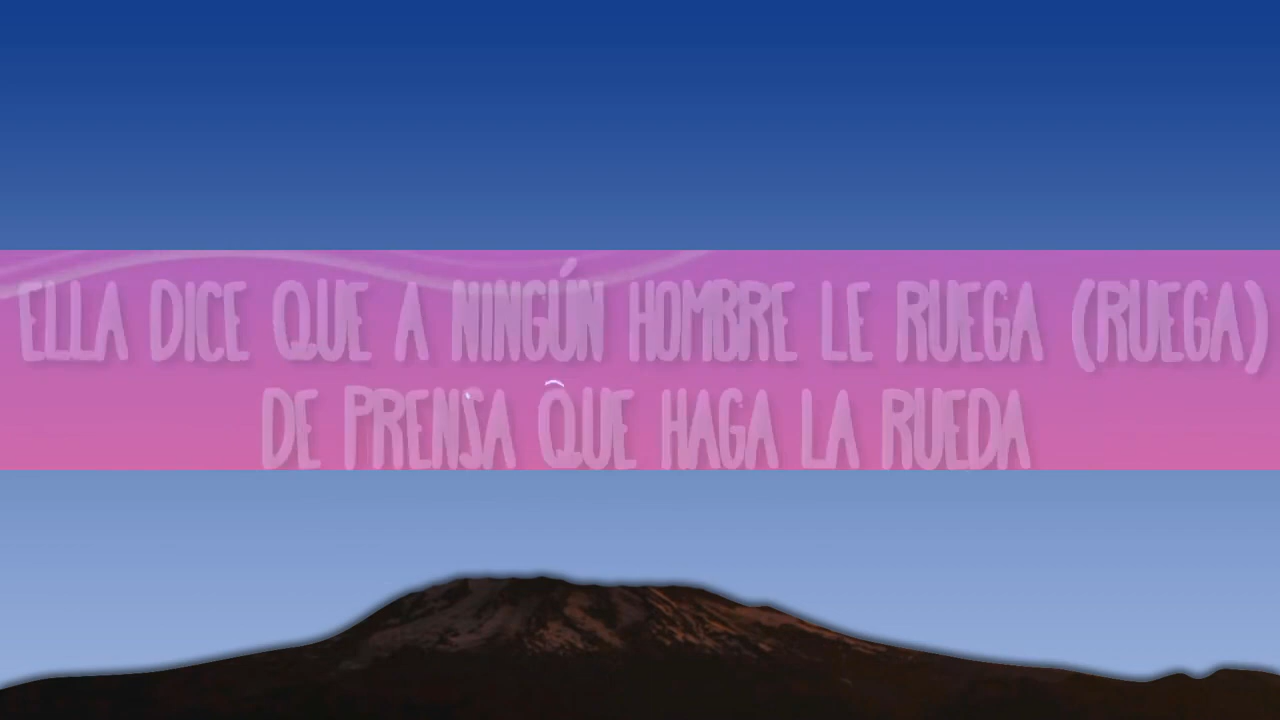 ELLA DICE QUE A NINGÚN HOMBRE LE RUEGA (RUEGA)
DE PRENSA QUE HAGA LA RUEDA